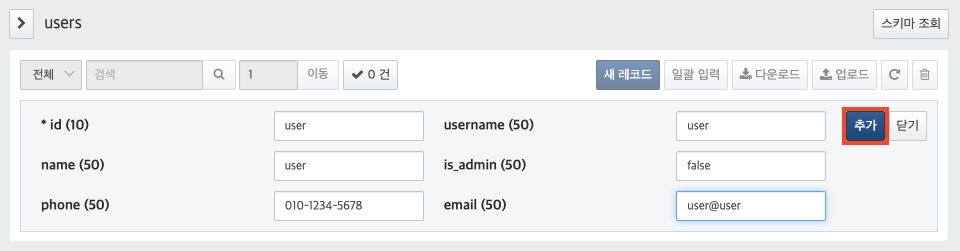 users 스키마 조회
전체 검색 1 이동 0 건 새 레코드 일괄 입력 다운로드 업로드
* id (10) user username (50) user 추가 닫기
name (50) user is_admin (50) false
phone (50) 010-1234-5678 email (50) user@user